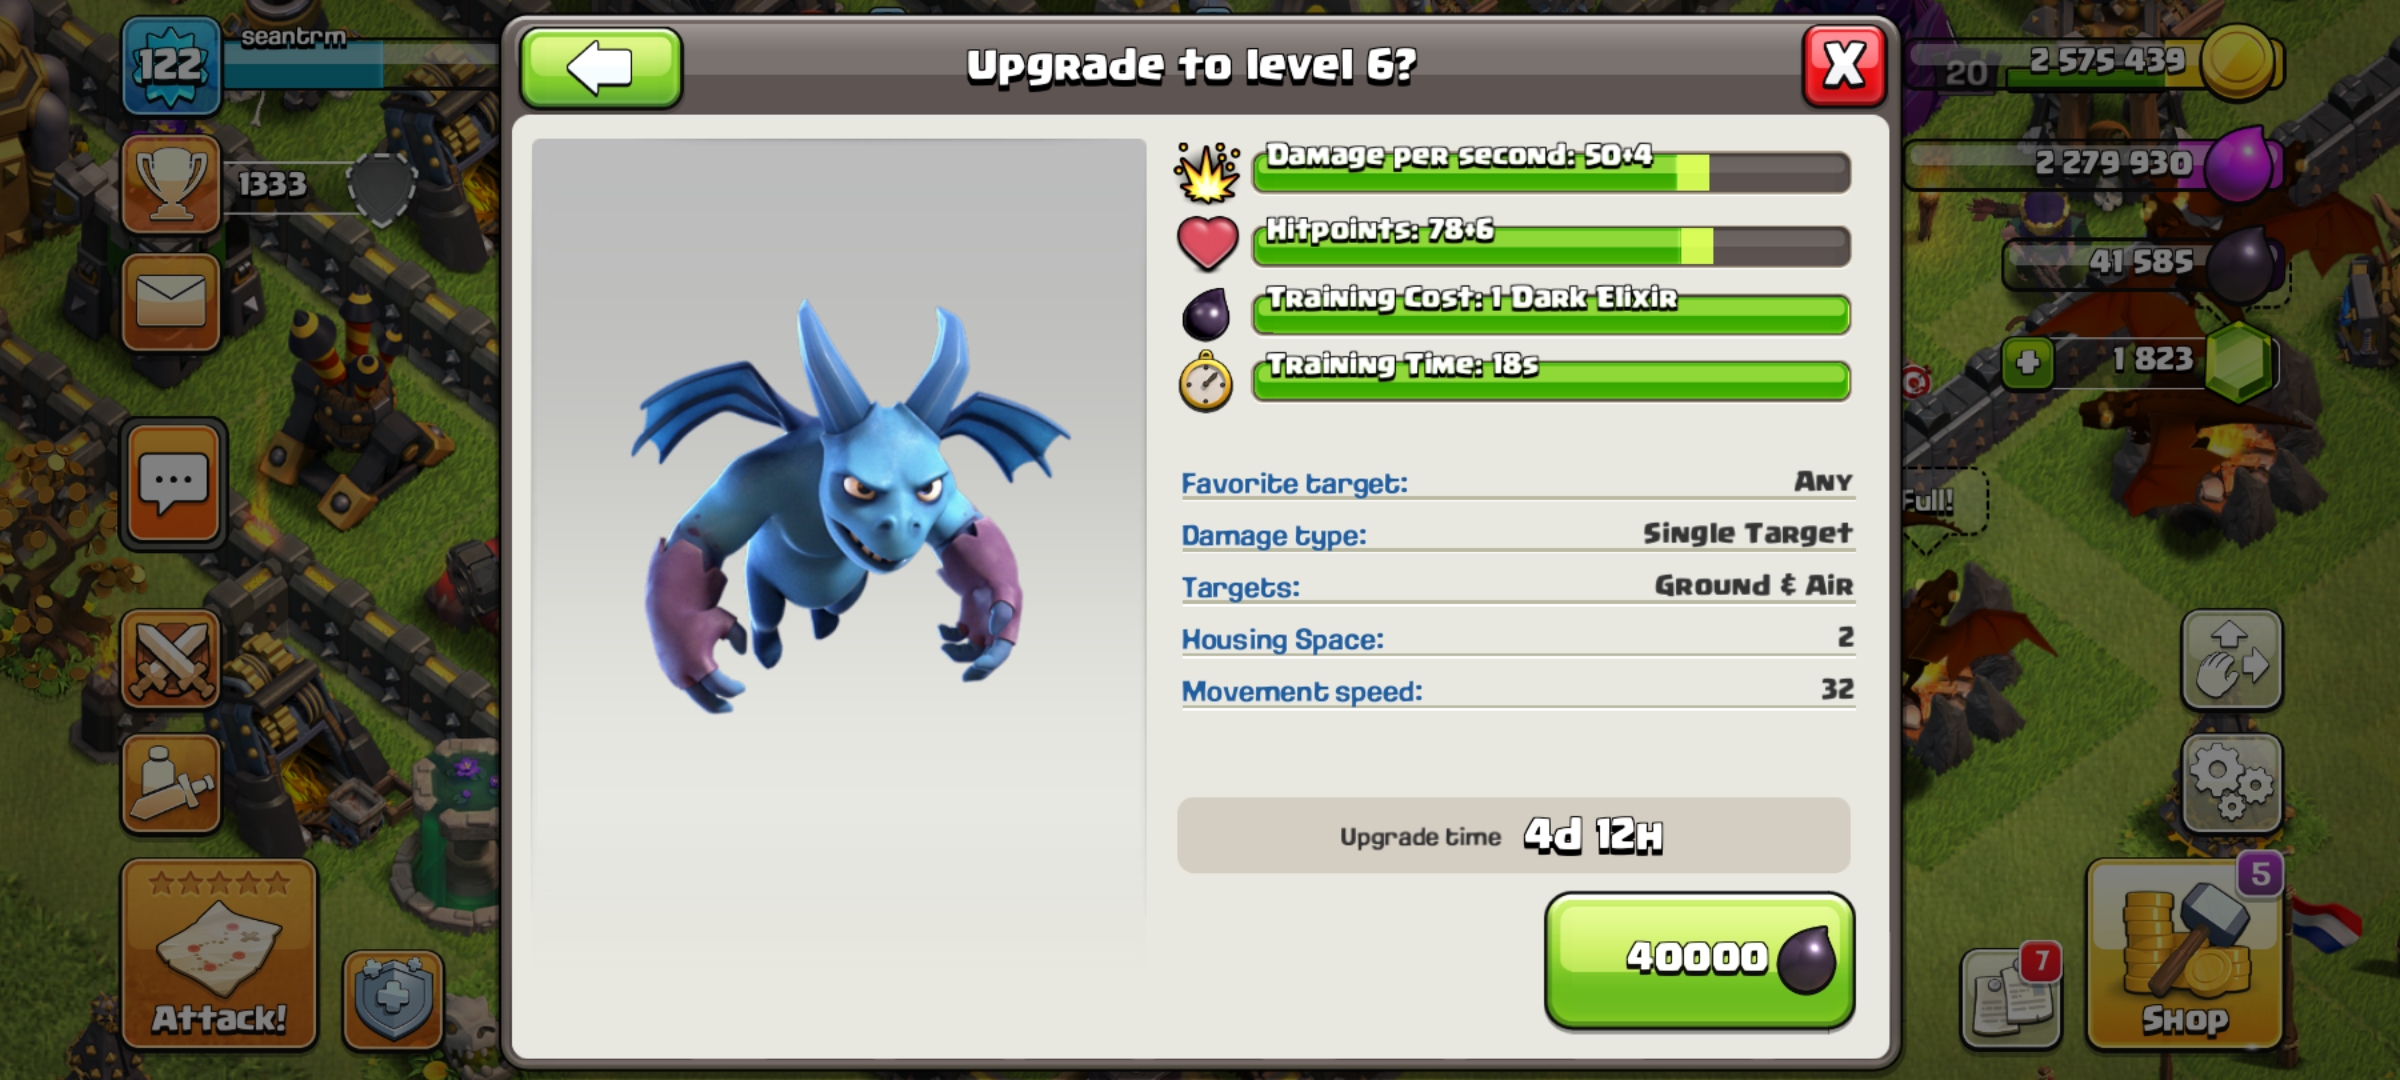 122
seantrm
1333
Upgrade to level 6?
X
20
2 575 439
2 279 930
41 585
1 823
Damage per second: 50+4
Hitpoints: 78+6
Training Cost: 1 Dark Elixir
Training Time: 18s
Favorite target: Any
Damage type: Single Target
Targets: Ground & Air
Housing Space: 2
Movement speed: 32
Full!
Upgrade time 4d 12H
40000
Attack!
7
5
Shop